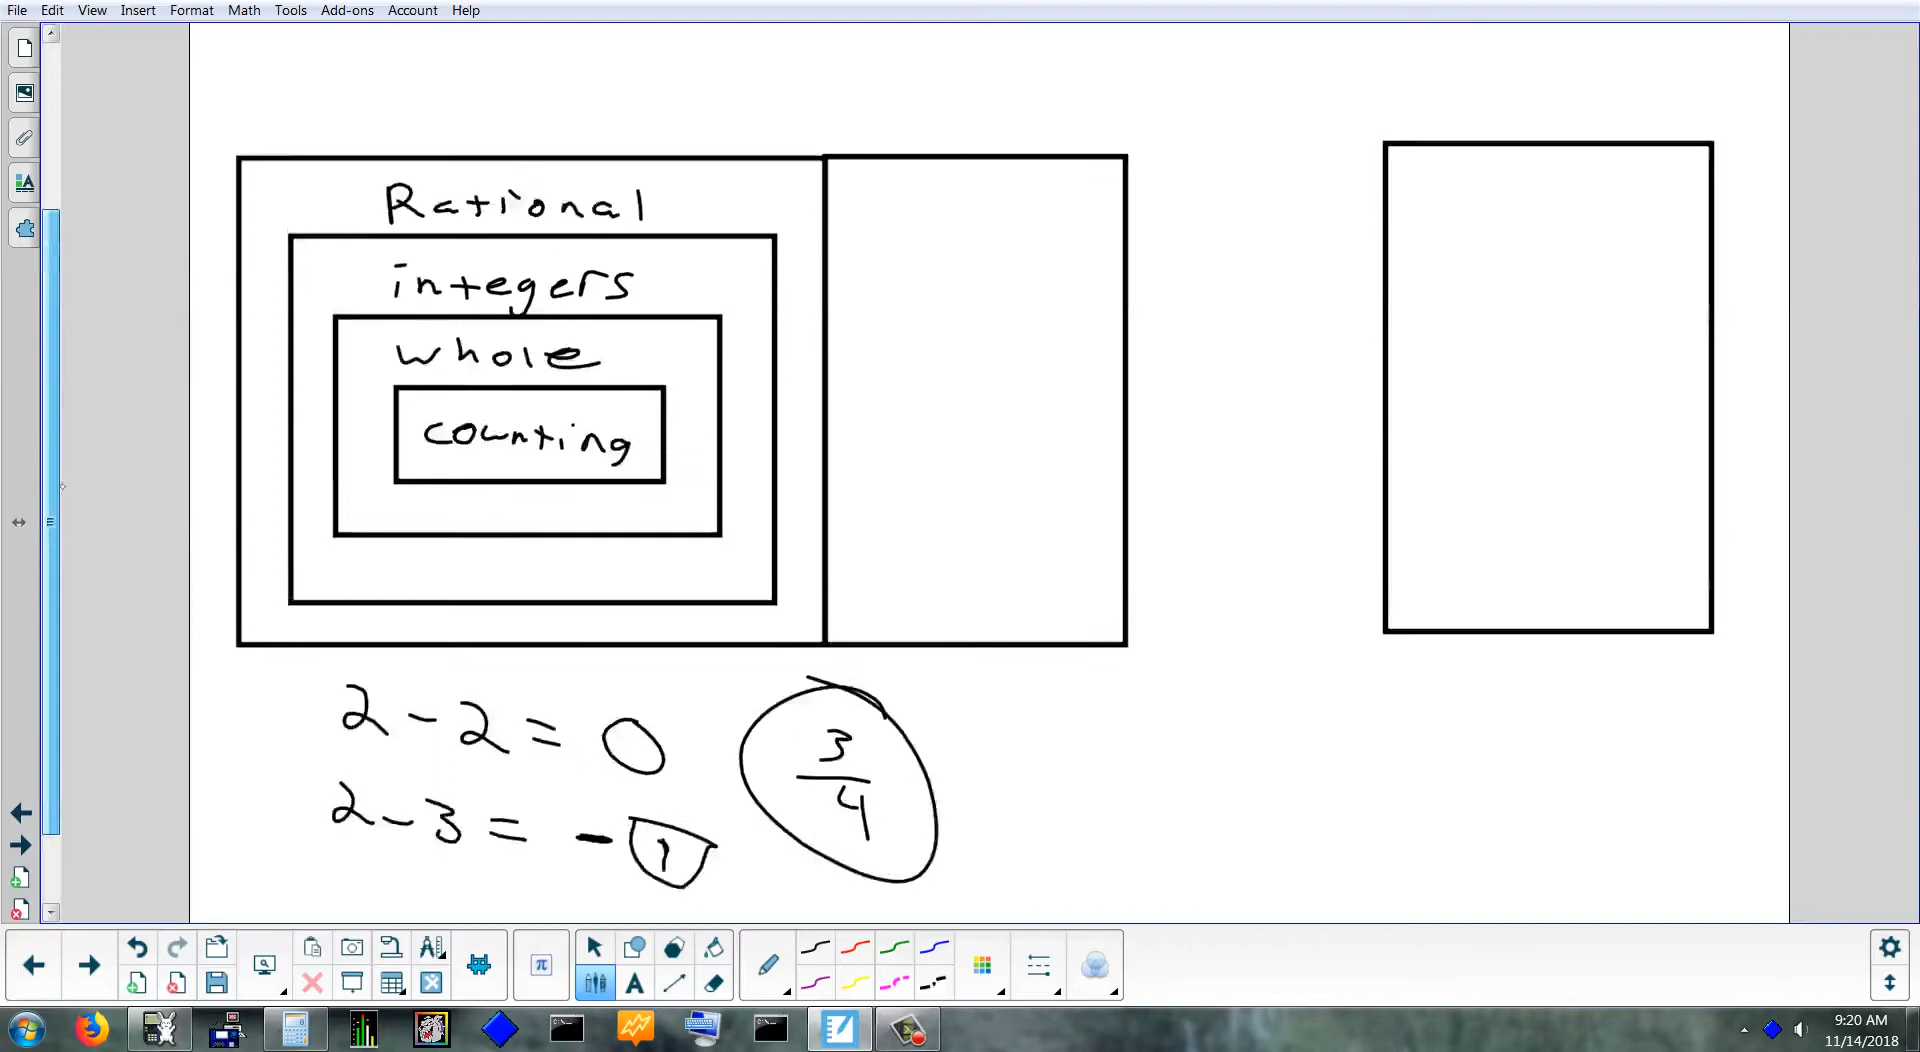 File Edit View Insert Format Math Tools Add-ons Account Help
Rational
integers
whole
counting
2 - 2 = 0
2 - 3 = - 1
3
4
π
A
9:20 AM
11/14/2018